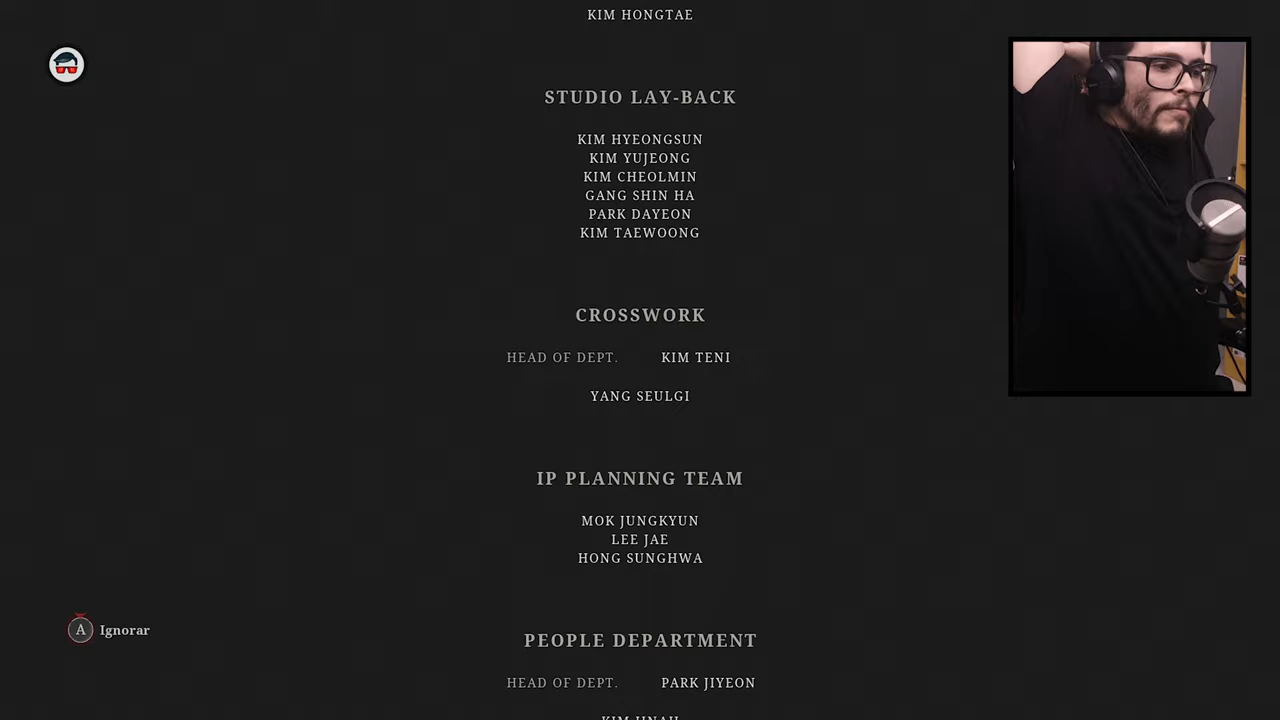 KIM HONGTAE
STUDIO LAY-BACK
KIM HYEONGSUN
KIM YUJEONG
KIM CHEOLMIN
GANG SHIN HA
PARK DAYEON
KIM TAEWOONG
CROSSWORK
HEAD OF DEPT. KIM TENI
YANG SEULGI
IP PLANNING TEAM
MOK JUNGKYUN
LEE JAE
HONG SUNGHWA
A Ignorar
PEOPLE DEPARTMENT
HEAD OF DEPT. PARK JIYEON